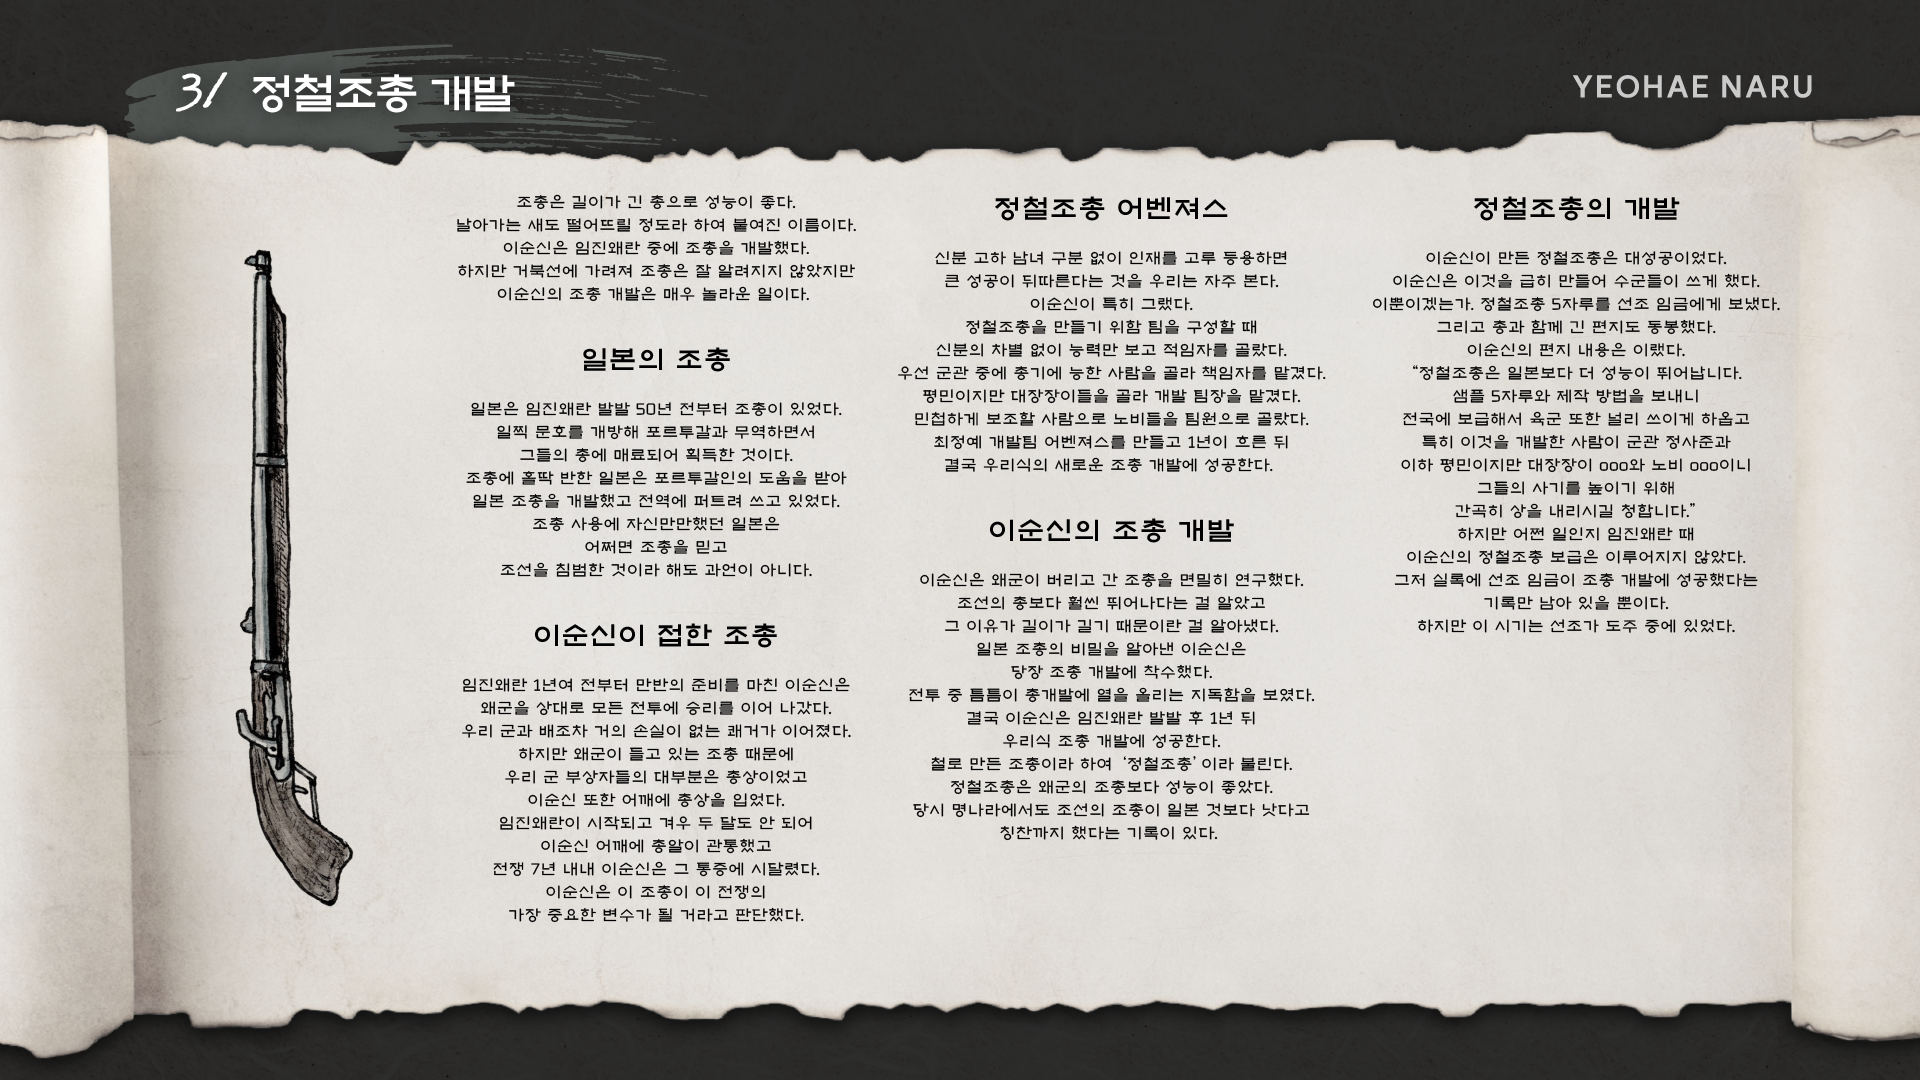 3/ 정철조총 개발
YEOHAE NARU
조총은 길이가 긴 총으로 성능이 좋다.
날아가는 새도 떨어뜨릴 정도라 하여 붙여진 이름이다.
이순신은 임진왜란 중에 조총을 개발했다.
하지만 거북선에 가려져 조총은 잘 알려지지 않았지만
이순신의 조총 개발은 매우 놀라운 일이다.
일본의 조총
일본은 임진왜란 발발 50년 전부터 조총이 있었다.
일찍 문호를 개방해 포르투갈과 무역하면서
그들의 총에 매료되어 획득한 것이다.
조총에 홀딱 반한 일본은 포르투갈인의 도움을 받아
일본 조총을 개발했고 전역에 퍼트려 쓰고 있었다.
조총 사용에 자신만만했던 일본은
어쩌면 조총을 믿고
조선을 침범한 것이라 해도 과언이 아니다.
이순신이 접한 조총
임진왜란 1년여 전부터 만반의 준비를 마친 이순신은
왜군을 상대로 모든 전투에 승리를 이어 나갔다.
우리 군과 배조차 거의 손실이 없는 쾌거가 이어졌다.
하지만 왜군이 들고 있는 조총 때문에
우리 군 부상자들의 대부분은 총상이었고
이순신 또한 어깨에 총상을 입었다.
임진왜란이 시작되고 겨우 두 달도 안 되어
이순신 어깨에 총알이 관통했고
전쟁 7년 내내 이순신은 그 통증에 시달렸다.
이순신은 이 조총이 이 전쟁의
가장 중요한 변수가 될 거라고 판단했다.
정철조총 어벤져스
신분 고하 남녀 구분 없이 인재를 고루 등용하면
큰 성공이 뒤따른다는 것을 우리는 자주 본다.
이순신이 특히 그랬다.
정철조총을 만들기 위함 팀을 구성할 때
신분의 차별 없이 능력만 보고 적임자를 골랐다.
우선 군관 중에 총기에 능한 사람을 골라 책임자를 맡겼다.
평민이지만 대장장이들을 골라 개발 팀장을 맡겼다.
민첩하게 보조할 사람으로 노비들을 팀원으로 골랐다.
최정예 개발팀 어벤져스를 만들고 1년이 흐른 뒤
결국 우리식의 새로운 조총 개발에 성공한다.
이순신의 조총 개발
이순신은 왜군이 버리고 간 조총을 면밀히 연구했다.
조선의 총보다 훨씬 뛰어나다는 걸 알았고
그 이유가 길이가 길기 때문이란 걸 알아냈다.
일본 조총의 비밀을 알아낸 이순신은
당장 조총 개발에 착수했다.
전투 중 틈틈이 총개발에 열을 올리는 지독함을 보였다.
결국 이순신은 임진왜란 발발 후 1년 뒤
우리식 조총 개발에 성공한다.
철로 만든 조총이라 하여 ‘정철조총’이라 불린다.
정철조총은 왜군의 조총보다 성능이 좋았다.
당시 명나라에서도 조선의 조총이 일본 것보다 낫다고
칭찬까지 했다는 기록이 있다.
정철조총의 개발
이순신이 만든 정철조총은 대성공이었다.
이순신은 이것을 급히 만들어 수군들이 쓰게 했다.
이뿐이겠는가. 정철조총 5자루를 선조 임금에게 보냈다.
그리고 총과 함께 긴 편지도 동봉했다.
이순신의 편지 내용은 이랬다.
“정철조총은 일본보다 더 성능이 뛰어납니다.
샘플 5자루와 제작 방법을 보내니
전국에 보급해서 육군 또한 널리 쓰이게 하옵고
특히 이것을 개발한 사람이 군관 정사준과
이하 평민이지만 대장장이 ooo와 노비 ooo이니
그들의 사기를 높이기 위해
간곡히 상을 내리시길 청합니다.”
하지만 어쩐 일인지 임진왜란 때
이순신의 정철조총 보급은 이루어지지 않았다.
그저 실록에 선조 임금이 조총 개발에 성공했다는
기록만 남아 있을 뿐이다.
하지만 이 시기는 선조가 도주 중에 있었다.